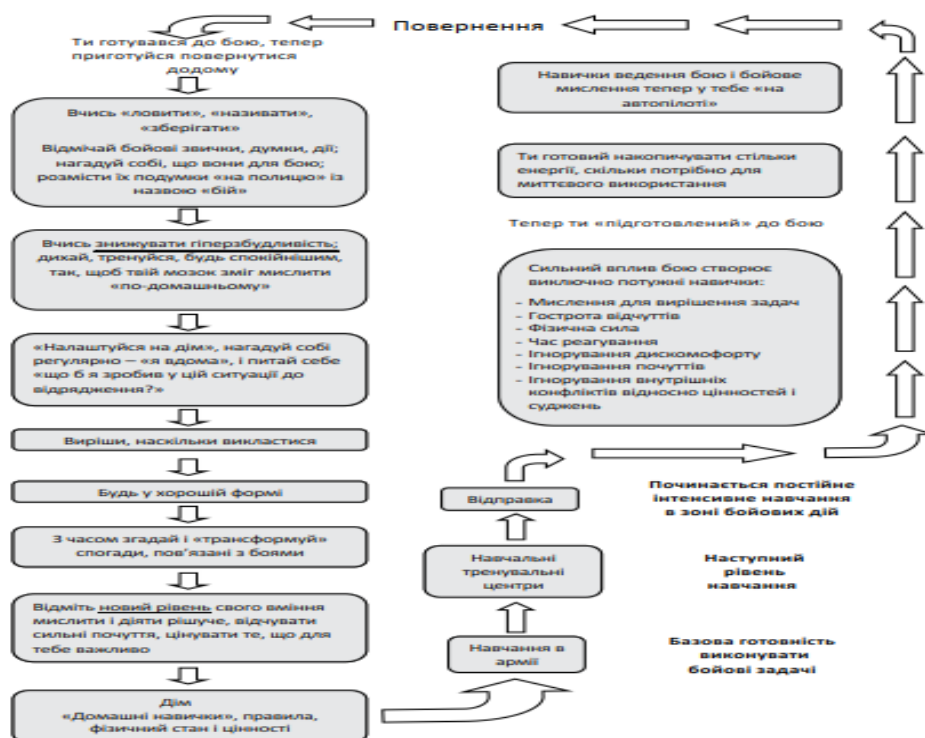 Повернення
Ти готувався до бою, тепер
приготуйся повернутися
додому
Вчись «ловити», «називати»,
«зберігати»
Відмічай бойові звички, думки, дії;
нагадуй собі, що вони для бою;
розмісти їх подумки «на полицю» із
назвою «бій»
Вчись знижувати гіперзбудливість;
дихай, тренуйся, будь спокійнішим,
так, щоб твій мозок зміг мислити
«по-домашньому»
«Налаштуйся на дім», нагадуй собі
регулярно – «я вдома», і питай себе
«що б я зробив у цій ситуації до
відрядження?»
Виріши, наскільки викластися
Будь у хорошій формі
З часом згадай і «трансформуй»
спогади, пов'язані з боями
Відміть новий рівень свого вміння
мислити і діяти рішуче, відчувати
сильні почуття, цінувати те, що для
тебе важливо
Дім
«Домашні навички», правила,
фізичний стан і цінності
Навички ведення бою і бойове
мислення тепер у тебе «на
автопілоті»
Ти готовий накопичувати стільки
енергії, скільки потрібно для
миттєвого використання
Тепер ти «підготовлений» до бою
Сильний вплив бою створює
виключно потужні навички:
- Мислення для вирішення задач
- Гострота відчуттів
- Фізична сила
- Час реагування
- Ігнорування дискомфорту
- Ігнорування почуттів
- Ігнорування внутрішніх
конфліктів відносно цінностей і
суджень
Відправка
Починається постійне
інтенсивне навчання
в зоні бойових дій
Навчальні
тренувальні
центри
Наступний
рівень
навчання
Навчання в
армії
Базова готовність
виконувати
бойові задачі